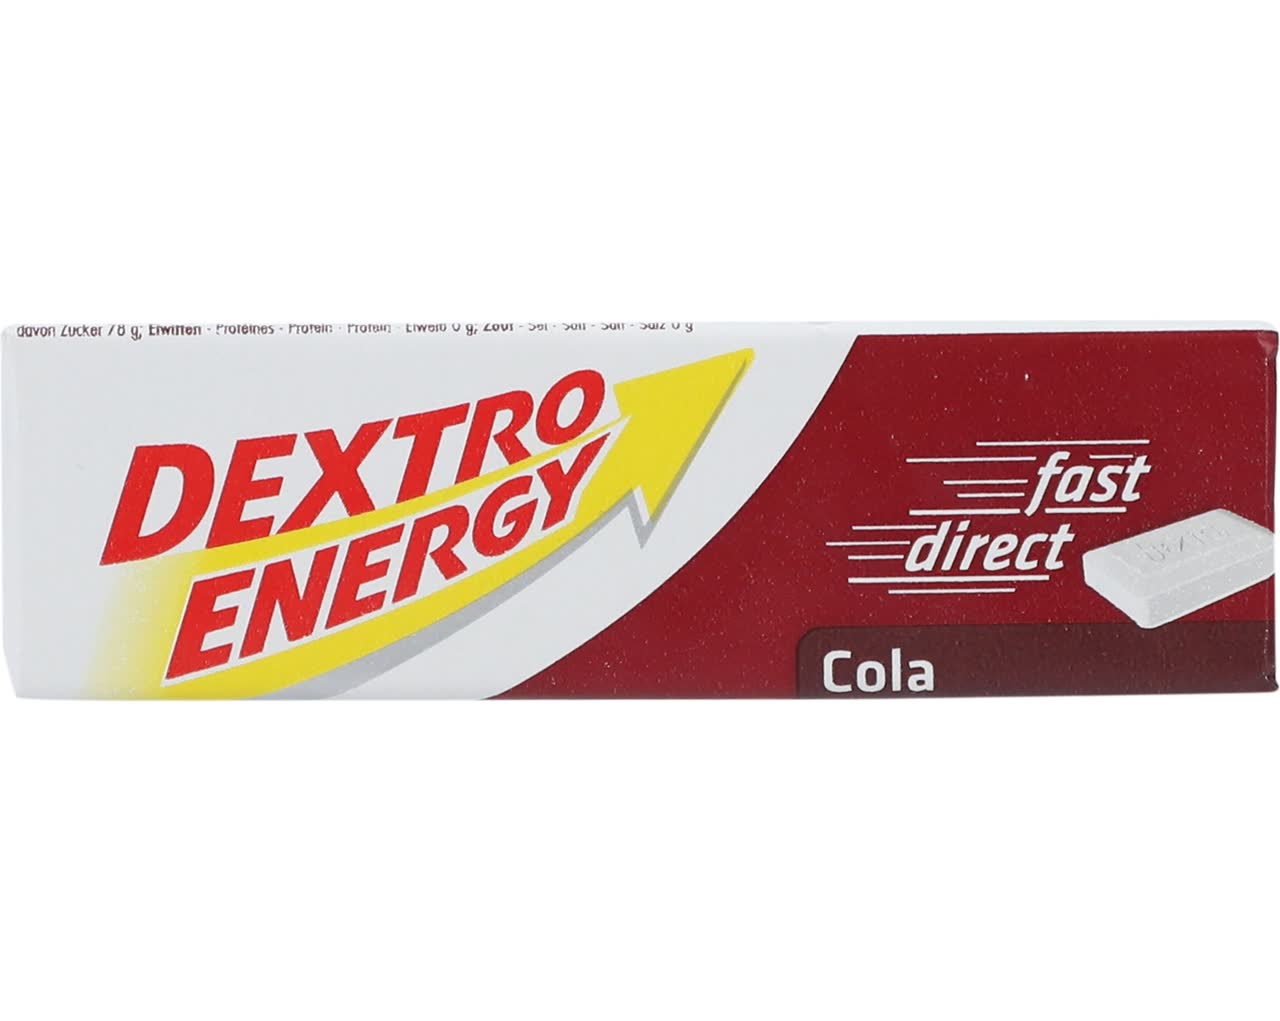 davon Zucker 78 g; Eiwitten - Protéines - Protein - Protein - Eiweiß 0 g; Zout - Sel - Salt - Salt - Salz 0 g
DEXTRO
ENERGY
fast
direct
Cola